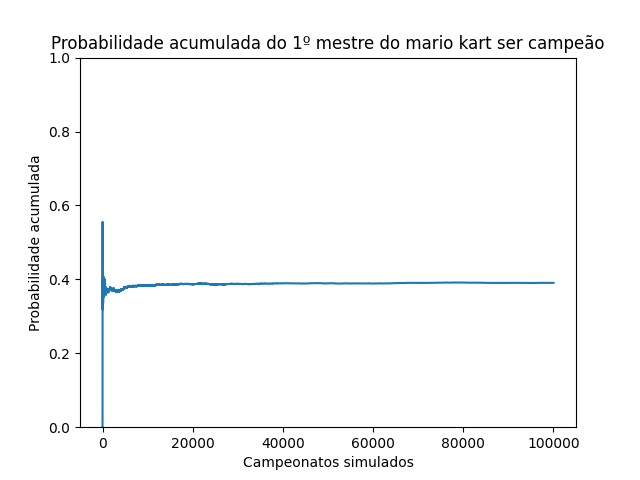 Probabilidade acumulada do 1º mestre do mario kart ser campeão
1.0
0.8
0.6
0.4
0.2
0.0
Probabilidade acumulada
0 20000 40000 60000 80000 100000
Campeonatos simulados